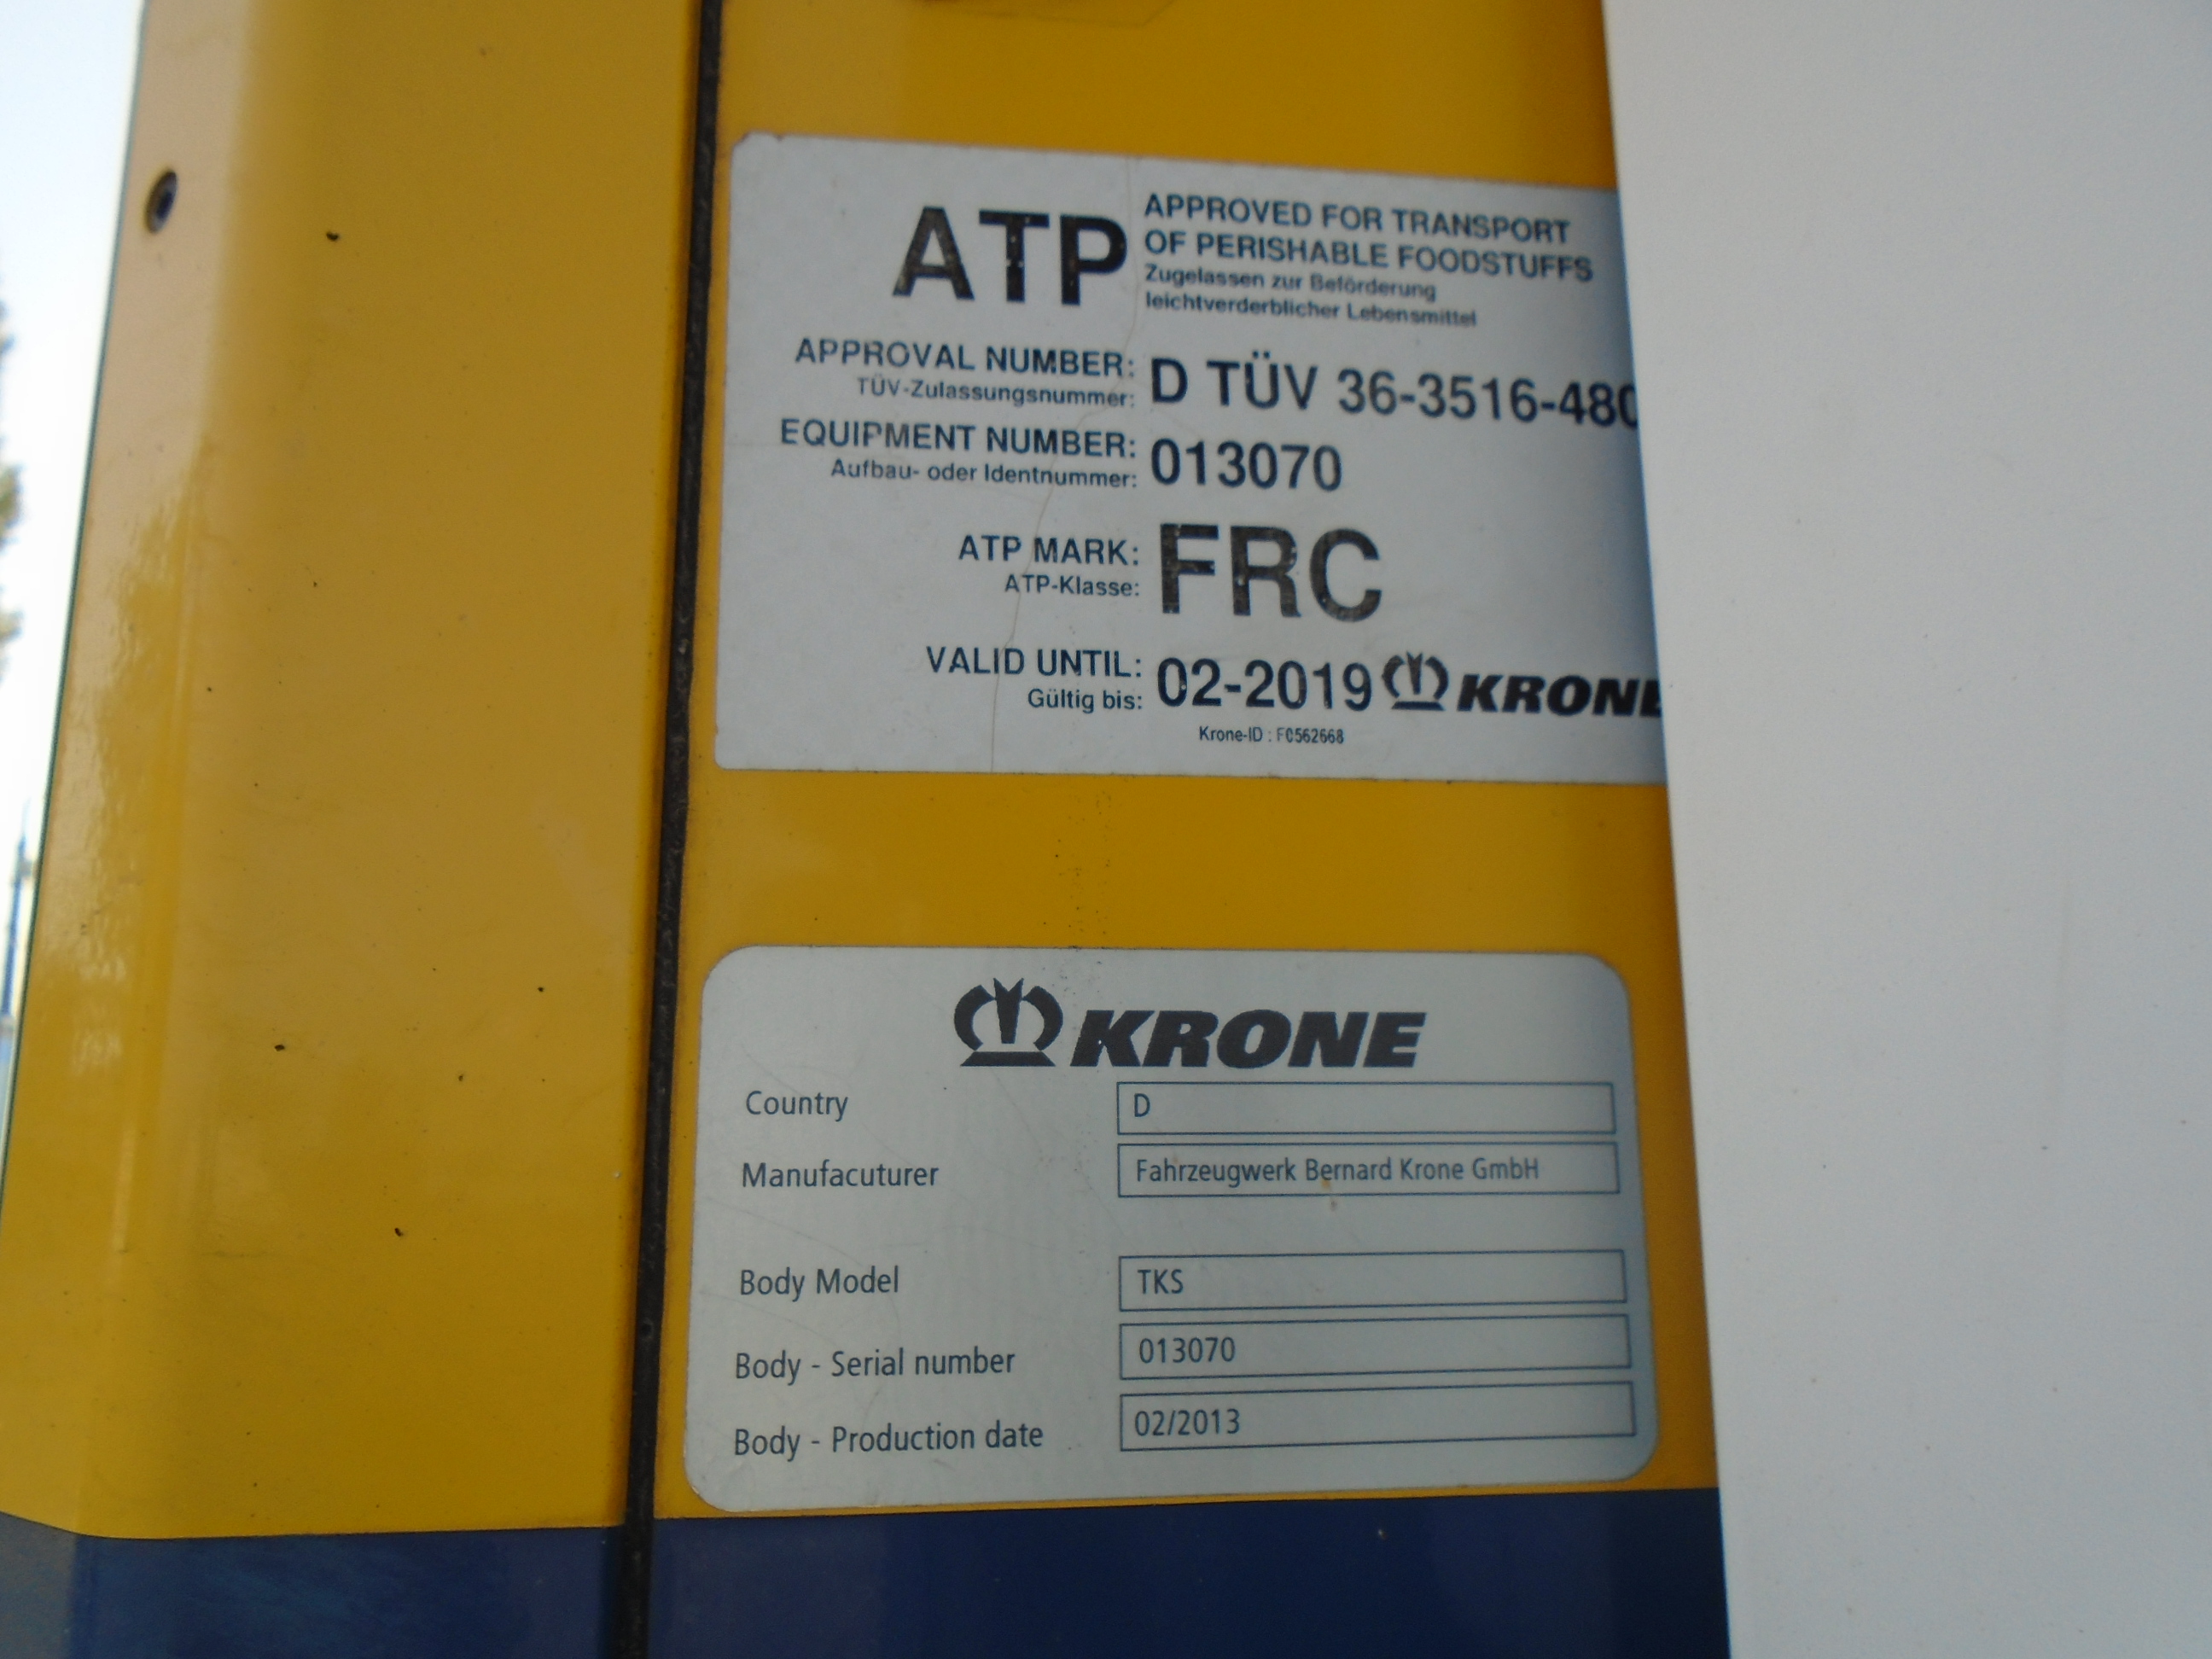 ATP
APPROVED FOR TRANSPORT
OF PERISHABLE FOODSTUFFS
Zugelassen zur Beförderung
leichtverderblicher Lebensmittel
APPROVAL NUMBER: D TÜV 36-3516-480
TÜV-Zulassungsnummer:
EQUIPMENT NUMBER: 013070
Aufbau- oder Identnummer:
ATP MARK: FRC
ATP-Klasse:
VALID UNTIL: 02-2019 KRONE
Gültig bis:
Krone-ID : F0562668
KRONE
Country D
Manufacuturer Fahrzeugwerk Bernard Krone GmbH
Body Model TKS
Body - Serial number 013070
Body - Production date 02/2013